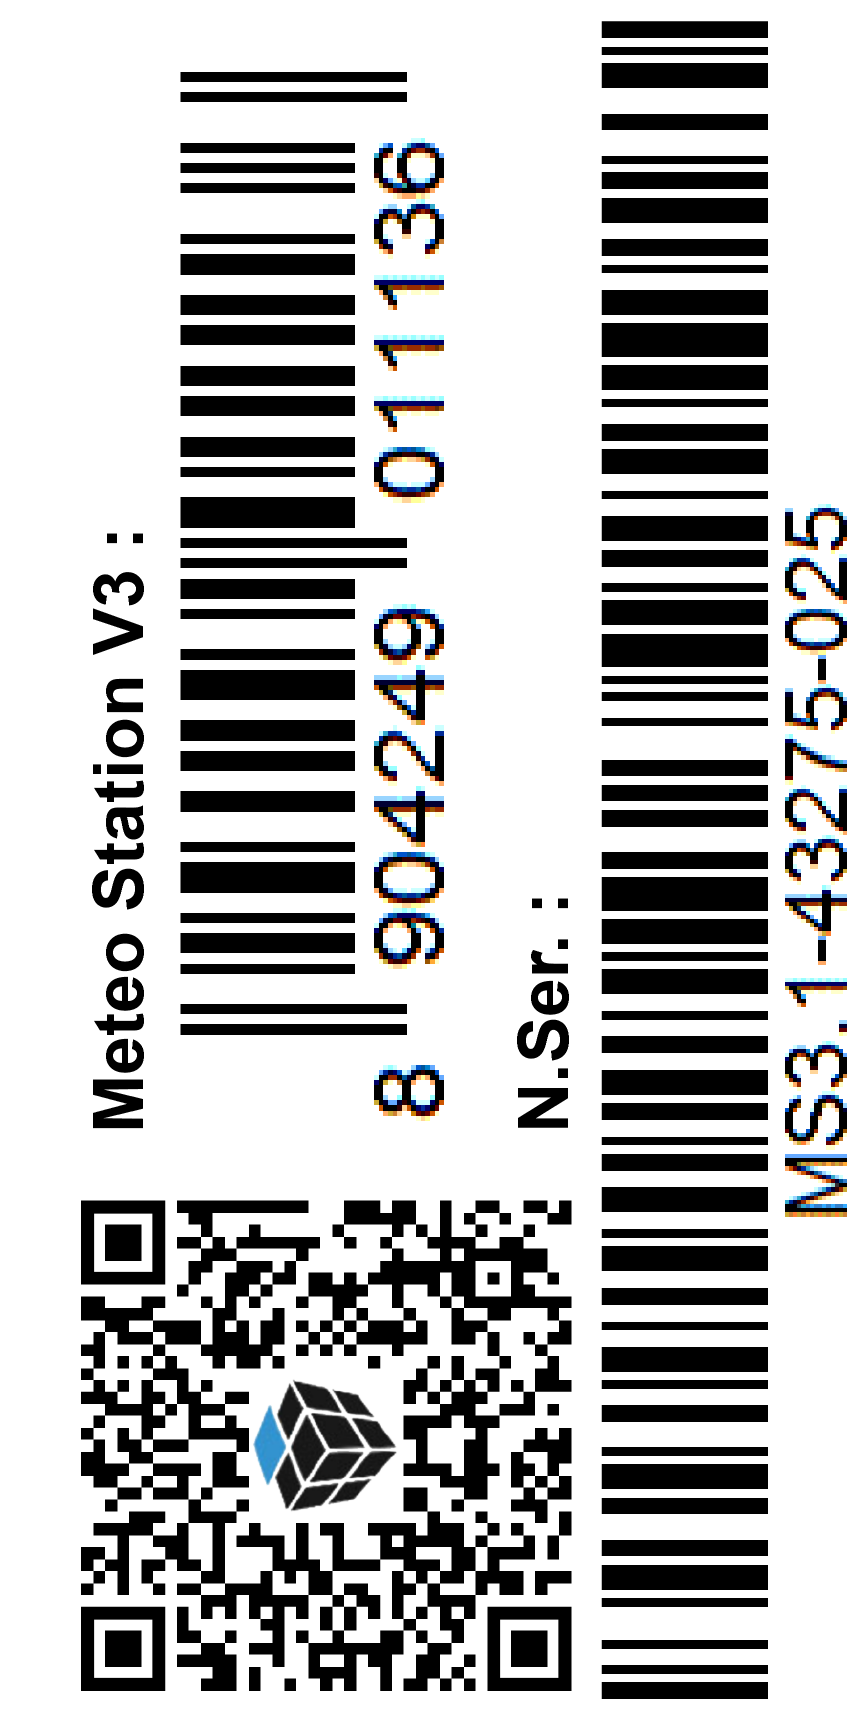 Meteo Station V3 :
8 904249 011136
N.Ser. :
MS3.1-43275-025